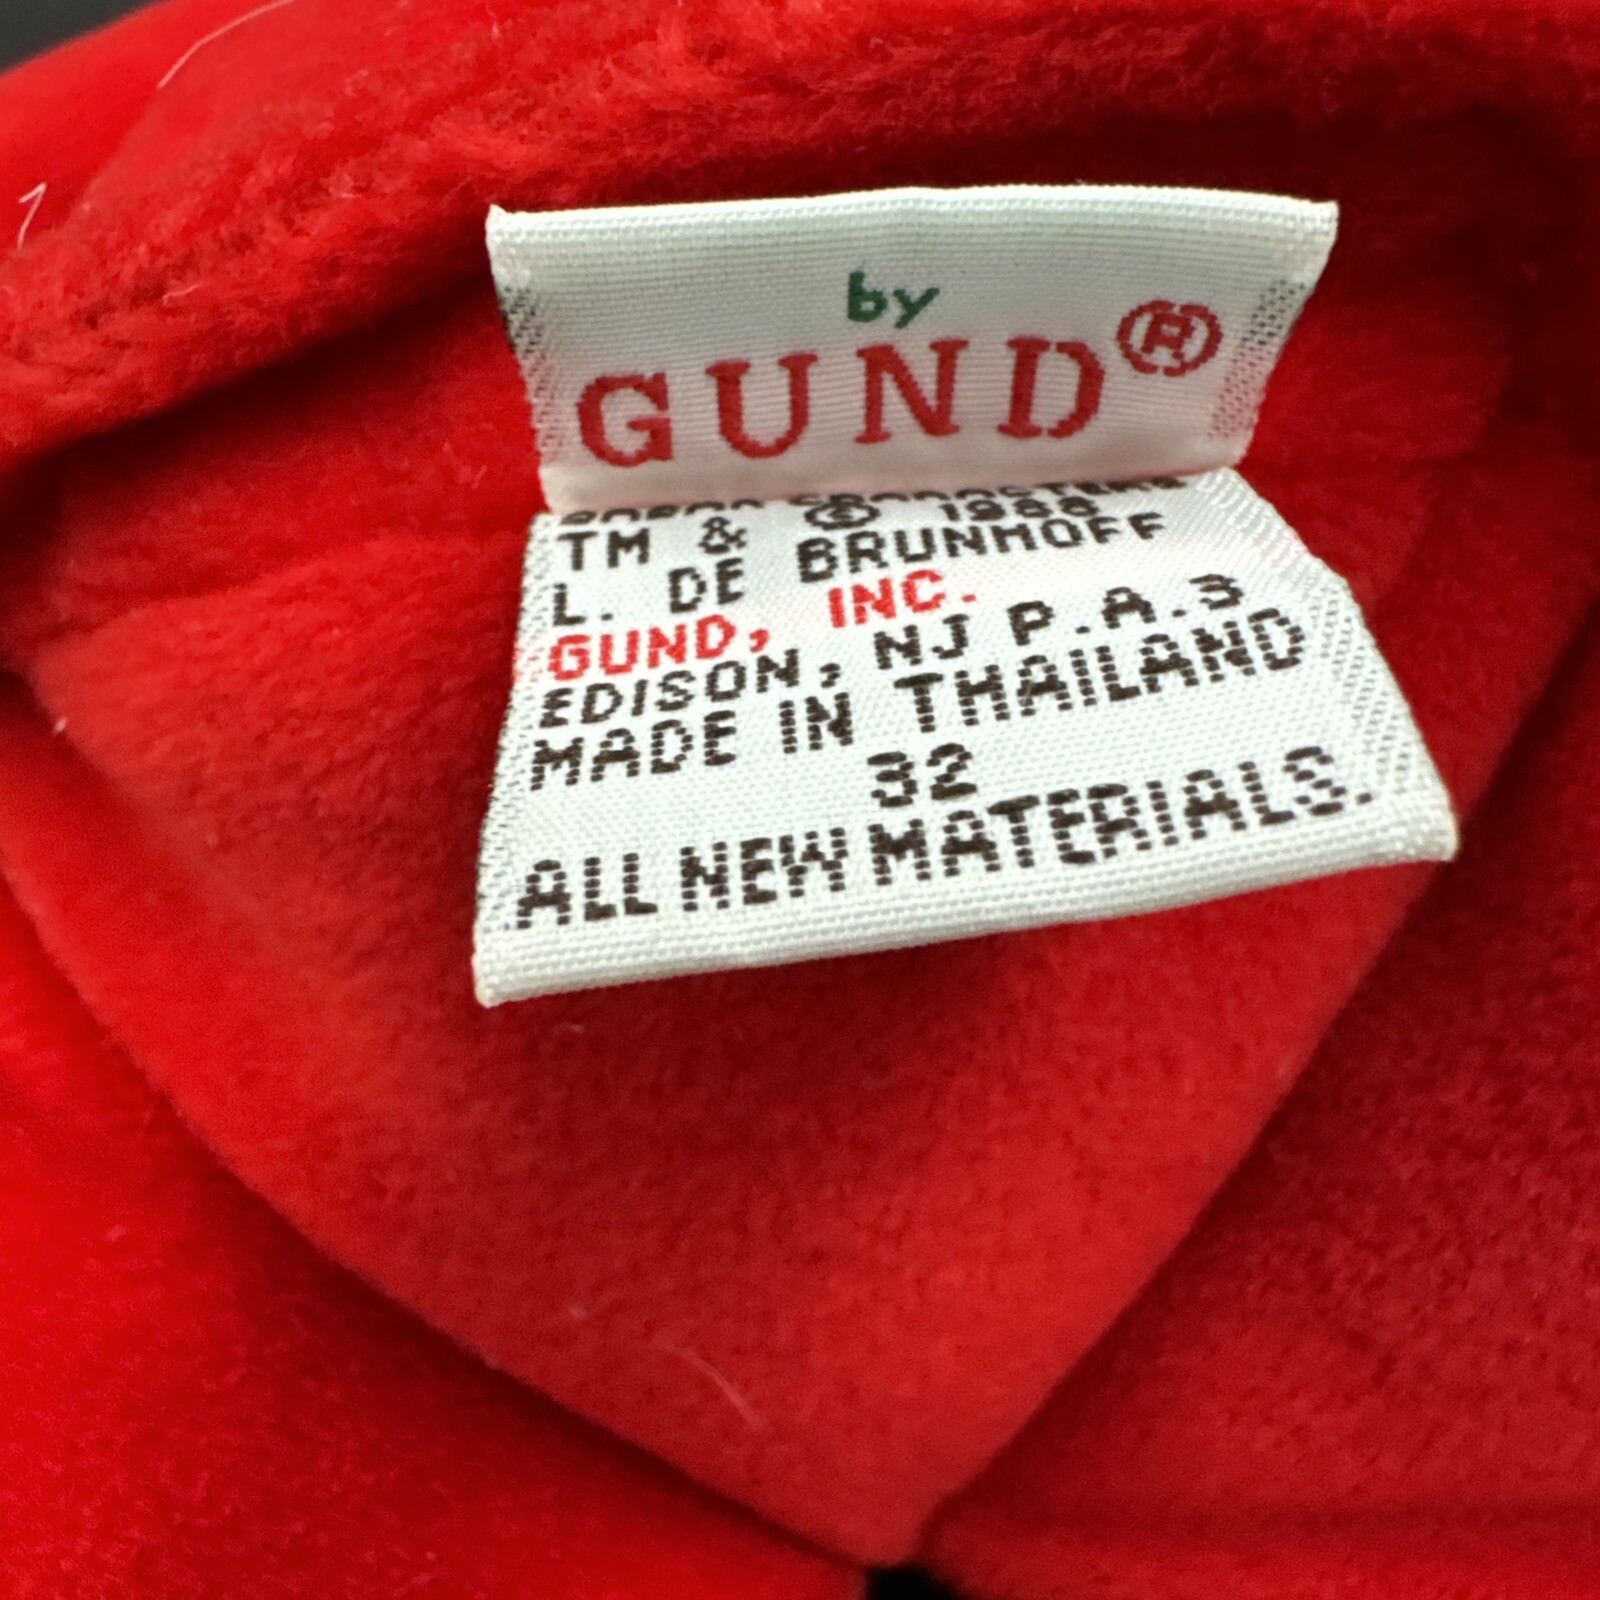 by
GUND®
TM & © 1988
L. DE BRUNHOFF
GUND, INC.
EDISON, NJ P.A.3
MADE IN THAILAND
32
ALL NEW MATERIALS.